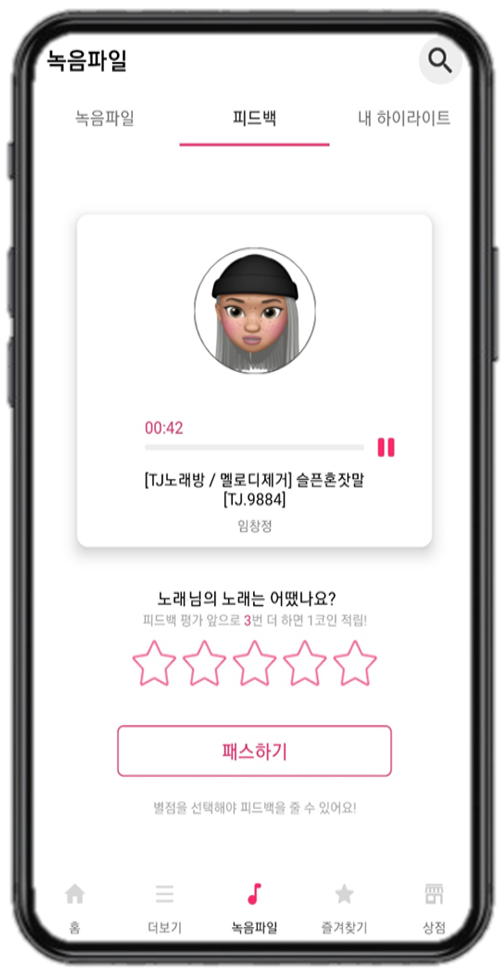 녹음파일
녹음파일 피드백 내 하이라이트
00:42
[TJ노래방 / 멜로디제거] 슬픈혼잣말
[TJ.9884]
임창정
노래님의 노래는 어땠나요?
피드백 평가 앞으로 3번 더 하면 1코인 적립!
패스하기
별점을 선택해야 피드백을 줄 수 있어요!
홈 더보기 녹음파일 즐겨찾기 상점